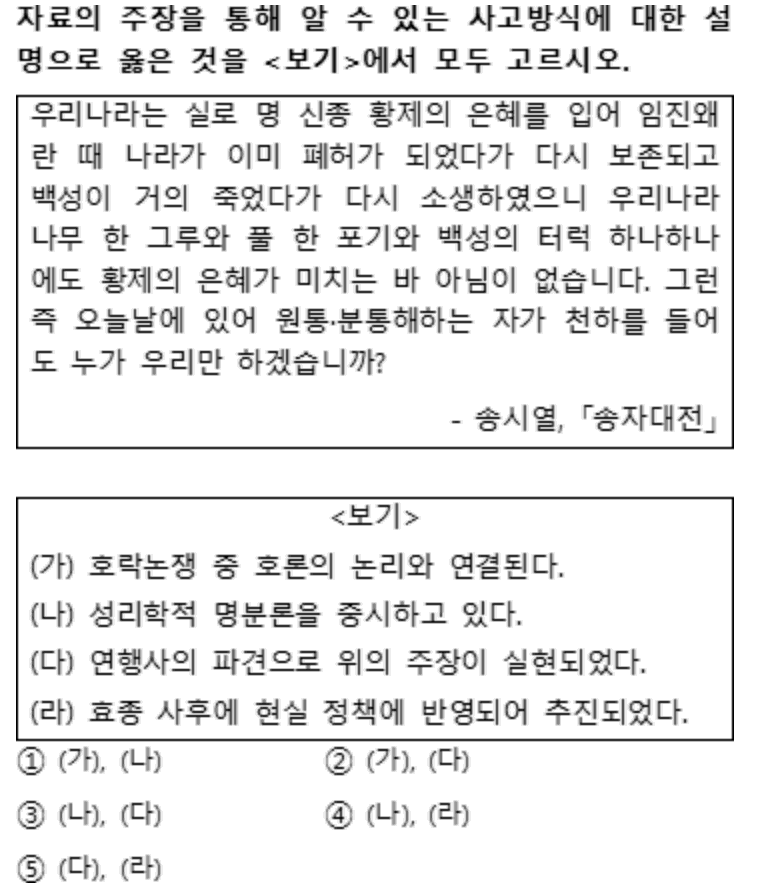 자료의 주장을 통해 알 수 있는 사고방식에 대한 설
명으로 옳은 것을 <보기>에서 모두 고르시오.
우리나라는 실로 명 신종 황제의 은혜를 입어 임진왜
란 때 나라가 이미 폐허가 되었다가 다시 보존되고
백성이 거의 죽었다가 다시 소생하였으니 우리나라
나무 한 그루와 풀 한 포기와 백성의 터럭 하나하나
에도 황제의 은혜가 미치는 바 아님이 없습니다. 그런
즉 오늘날에 있어 원통·분통해하는 자가 천하를 들어
도 누가 우리만 하겠습니까?
- 송시열, 「송자대전」
<보기>
(가) 호락논쟁 중 호론의 논리와 연결된다.
(나) 성리학적 명분론을 중시하고 있다.
(다) 연행사의 파견으로 위의 주장이 실현되었다.
(라) 효종 사후에 현실 정책에 반영되어 추진되었다.
① (가), (나) ② (가), (다)
③ (나), (다) ④ (나), (라)
⑤ (다), (라)